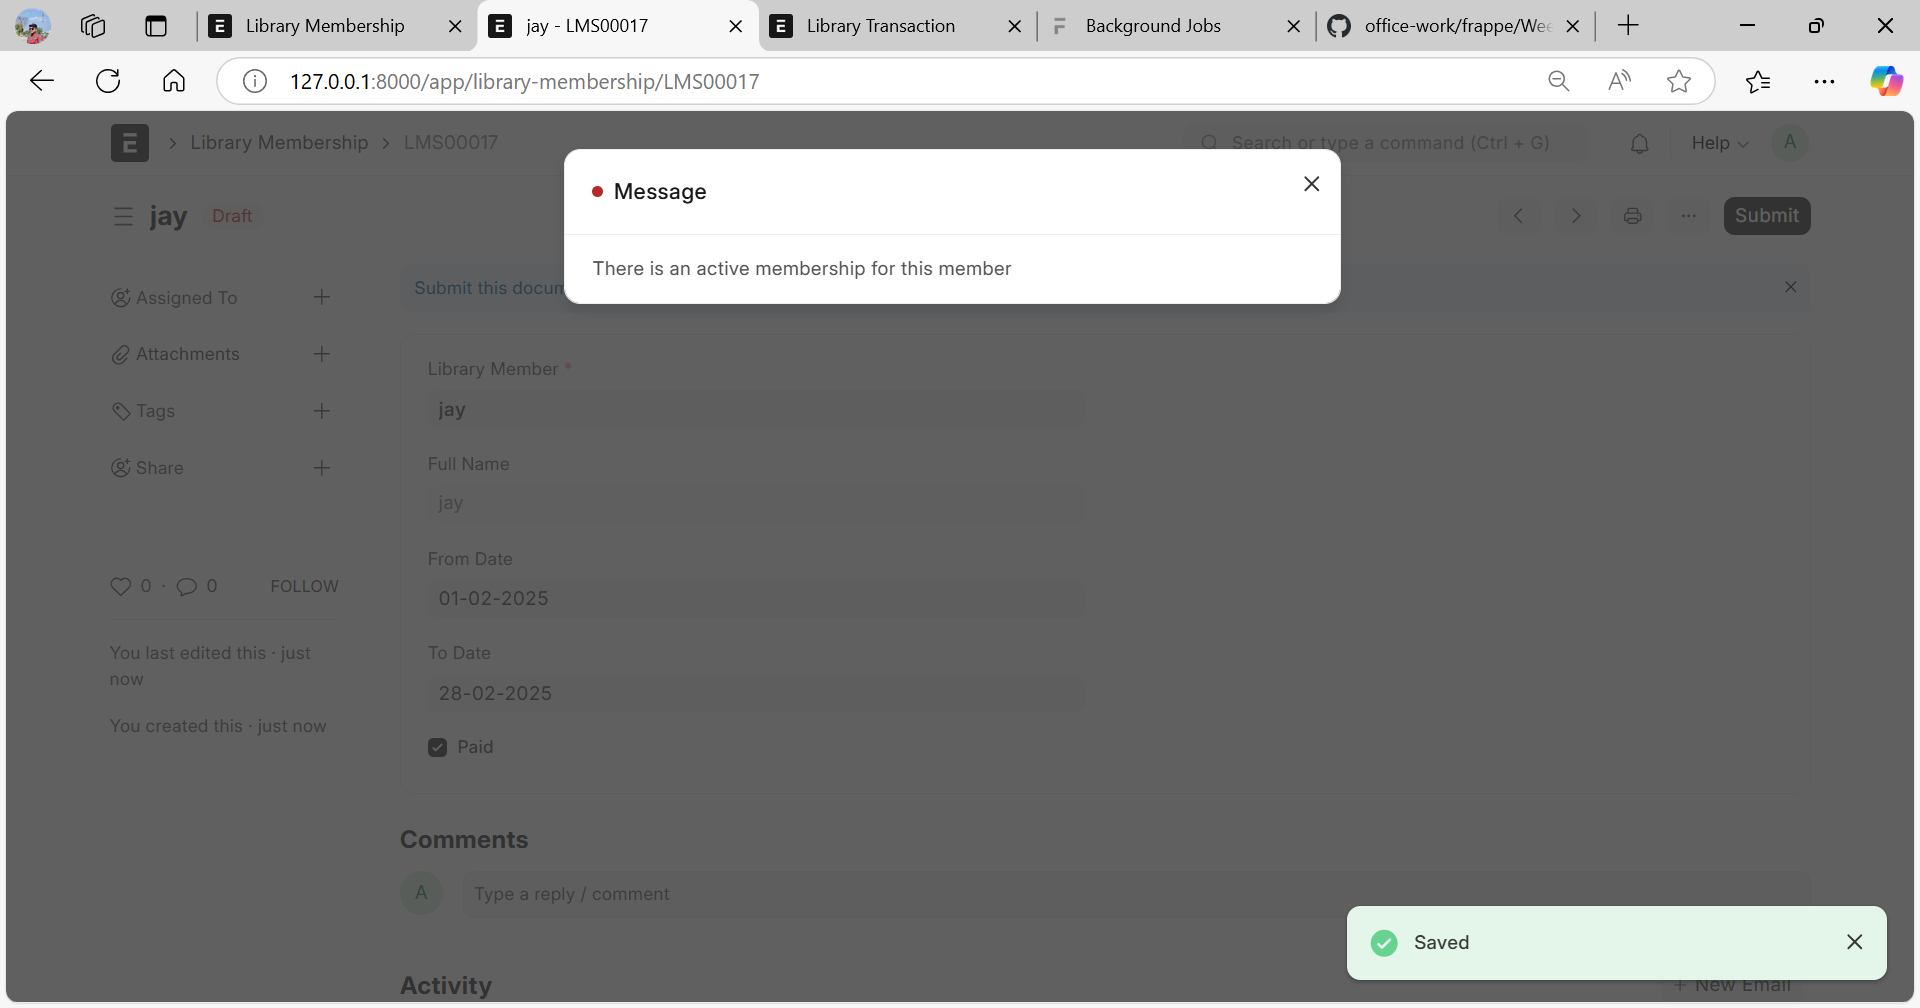 Library Membership
jay - LMS00017
Library Transaction
Background Jobs
office-work/frappe/Wee
127.0.0.1:8000/app/library-membership/LMS00017
E
Library Membership
LMS00017
Search or type a command (Ctrl + G)
Help
A
Message
There is an active membership for this member
jay
Draft
Submit
Submit this docum
Assigned To
Attachments
Tags
Share
0 · 0
FOLLOW
You last edited this · just
now
You created this · just now
Library Member *
jay
Full Name
jay
From Date
01-02-2025
To Date
28-02-2025
Paid
Comments
A
Type a reply / comment
Saved
Activity
+ New Email